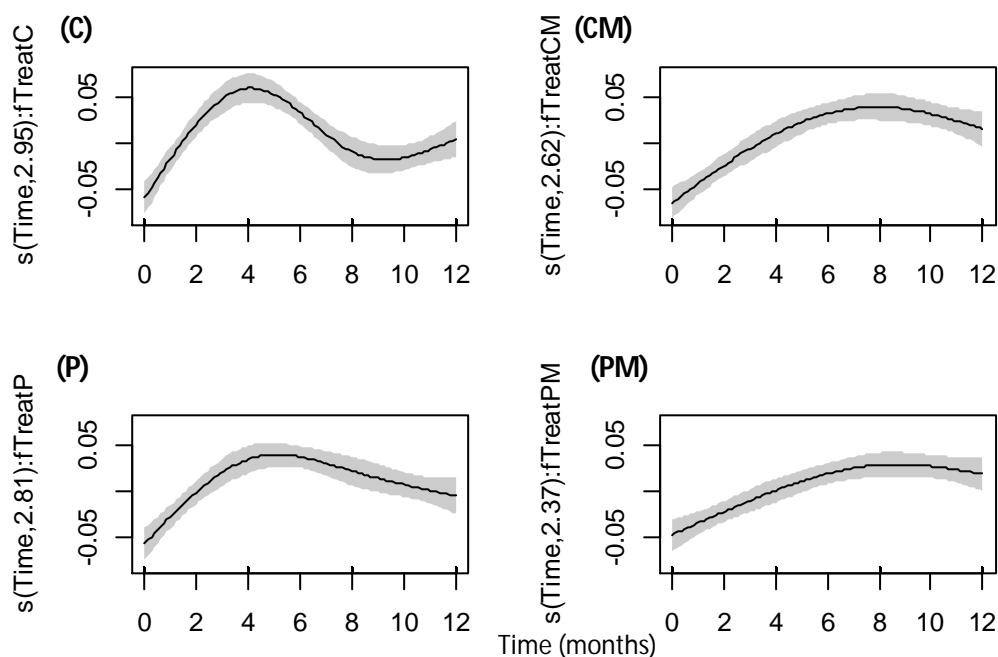 (C)
s(Time,2.95):fTreatC
0.05
-0.05
0 2 4 6 8 10 12
(CM)
s(Time,2.62):fTreatCM
0.05
-0.05
0 2 4 6 8 10 12
(P)
s(Time,2.81):fTreatP
0.05
-0.05
0 2 4 6 8 10 12
(PM)
s(Time,2.37):fTreatPM
0.05
-0.05
0 2 4 6 8 10 12
Time (months)